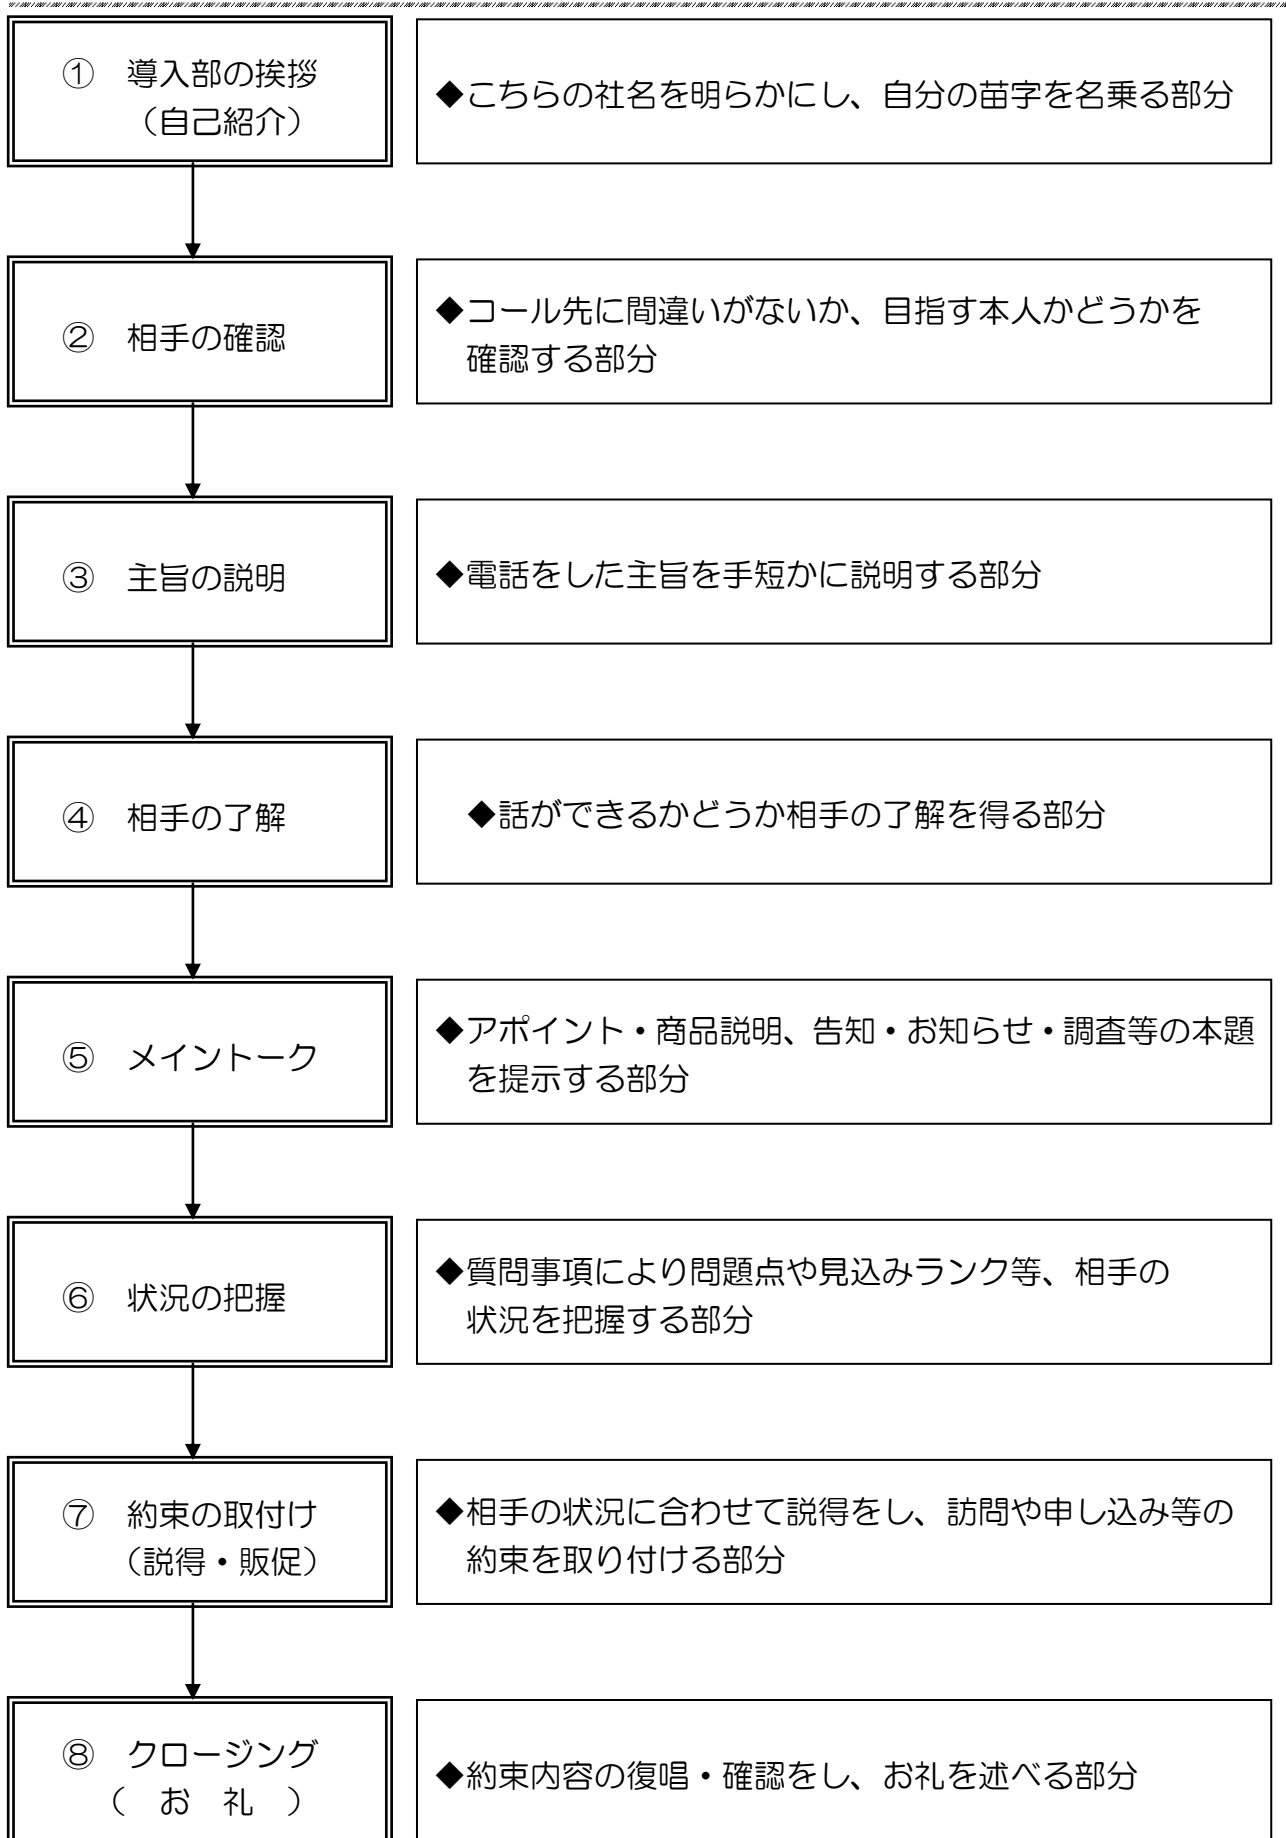 ① 導入部の挨拶
（自己紹介）
◆こちらの社名を明らかにし、自分の苗字を名乗る部分
② 相手の確認
◆コール先に間違いがないか、目指す本人かどうかを
確認する部分
③ 主旨の説明
◆電話をした主旨を手短かに説明する部分
④ 相手の了解
◆話ができるかどうか相手の了解を得る部分
⑤ メイントーク
◆アポイント・商品説明、告知・お知らせ・調査等の本題
を提示する部分
⑥ 状況の把握
◆質問事項により問題点や見込みランク等、相手の
状況を把握する部分
⑦ 約束の取付け
（説得・販促）
◆相手の状況に合わせて説得をし、訪問や申し込み等の
約束を取り付ける部分
⑧ クロージング
（ お 礼 ）
◆約束内容の復唱・確認をし、お礼を述べる部分